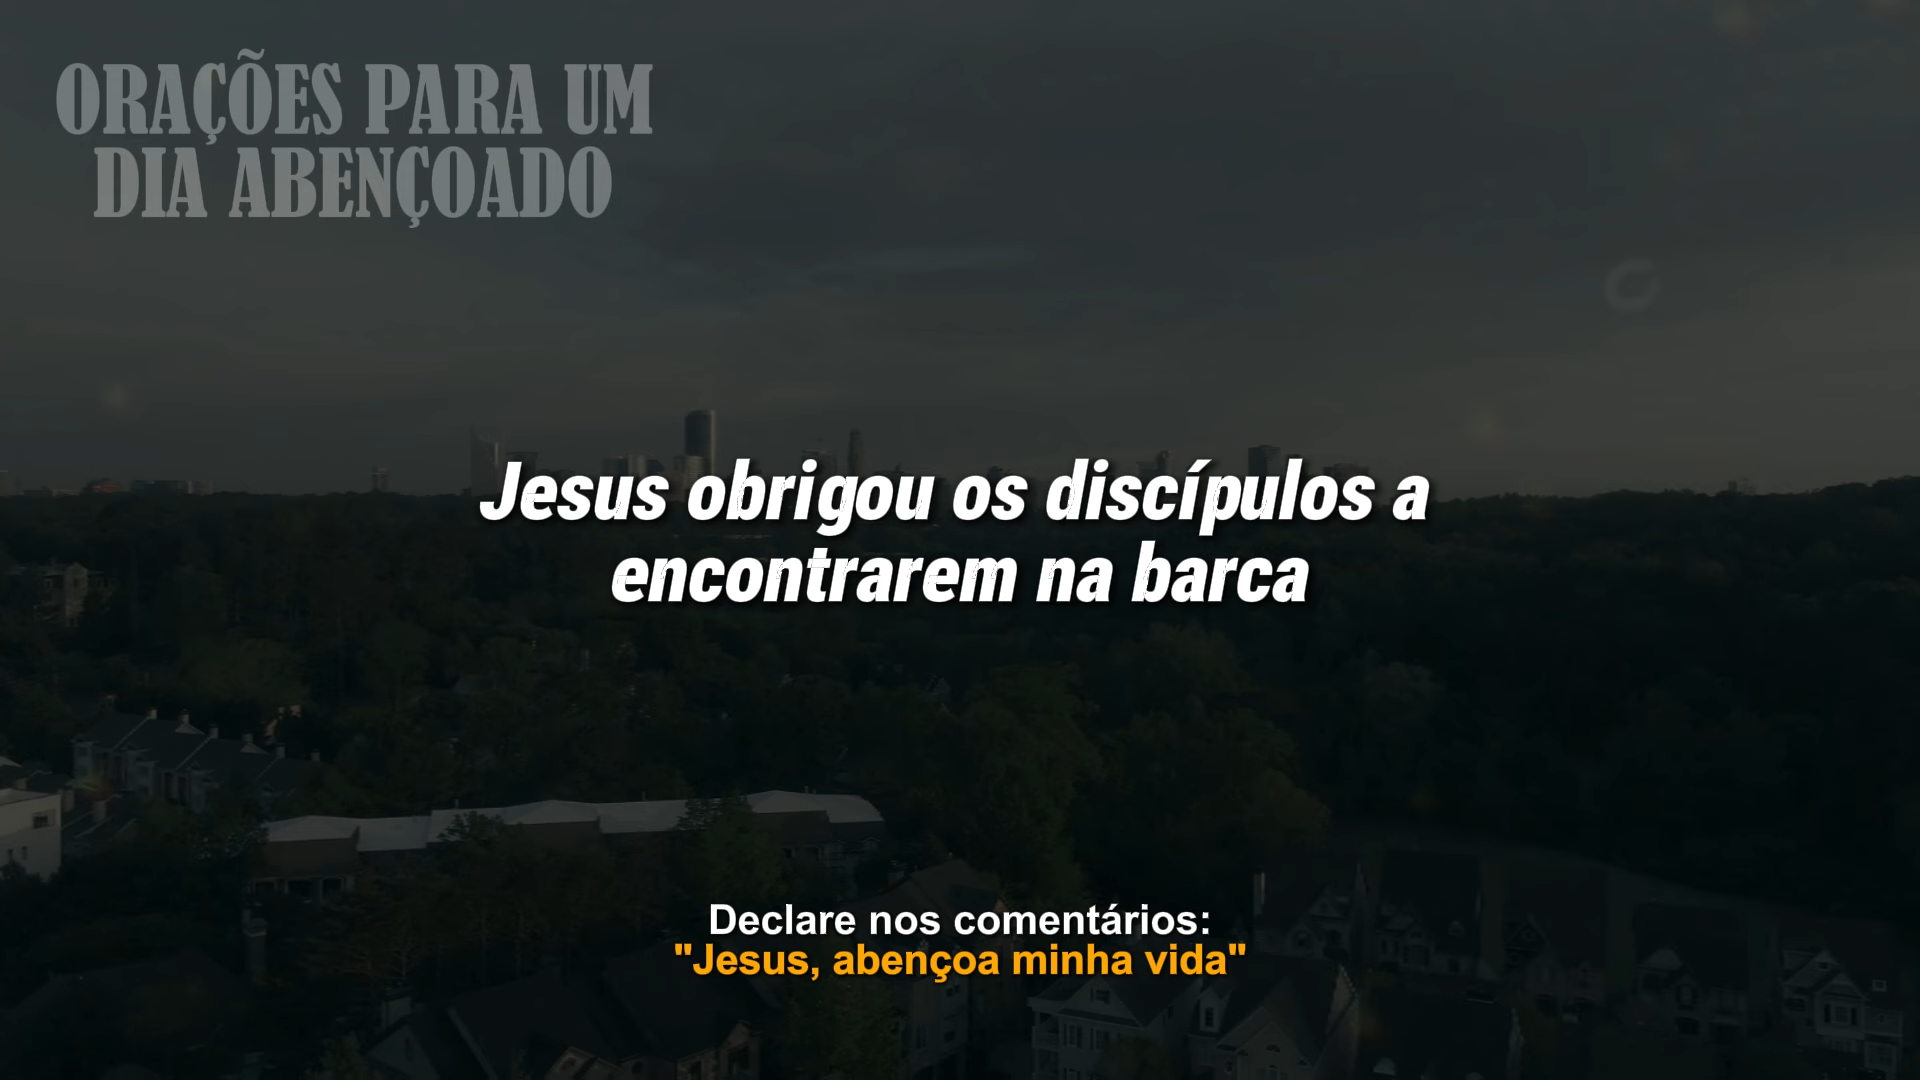 ORAÇÕES PARA UM
DIA ABENÇOADO
Jesus obrigou os discípulos a
encontrarem na barca
Declare nos comentários:
"Jesus, abençoa minha vida"